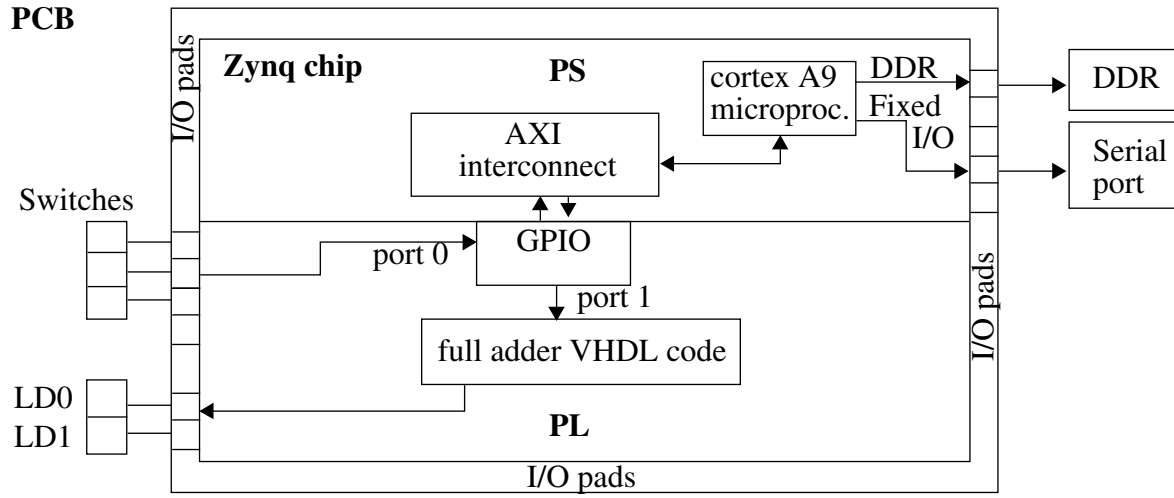 PCB
I/O pads
Zynq chip
PS
cortex A9
microproc.
DDR
Fixed
I/O
DDR
Serial
port
AXI
interconnect
Switches
GPIO
port 0
port 1
full adder VHDL code
I/O pads
LD0
LD1
PL
I/O pads